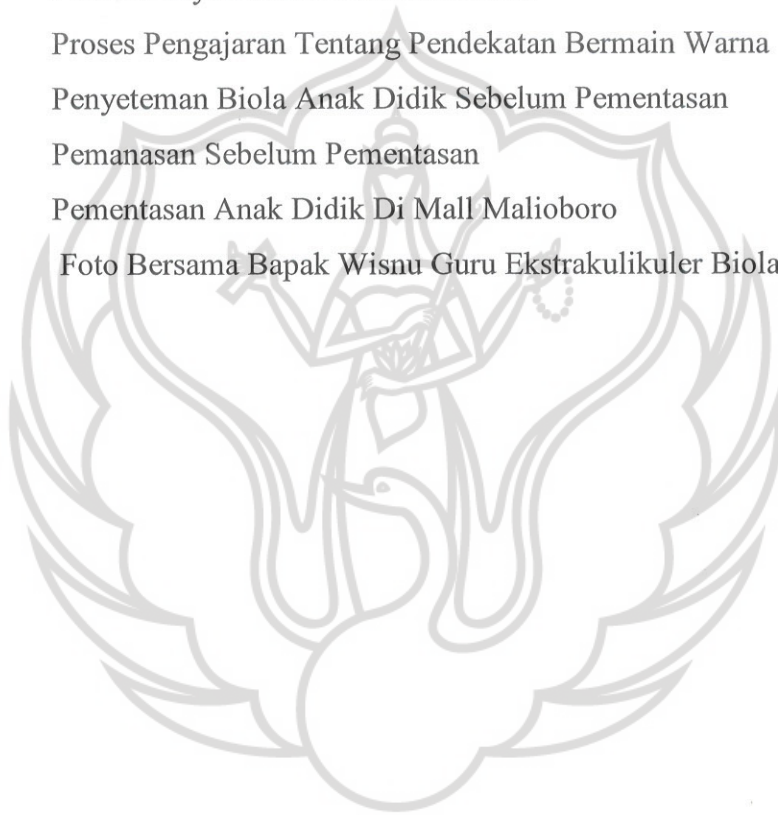 Proses Pengajaran Tentang Pendekatan Bermain Warna
Penyeteman Biola Anak Didik Sebelum Pementasan
Pemanasan Sebelum Pementasan
Pementasan Anak Didik Di Mall Malioboro
Foto Bersama Bapak Wisnu Guru Ekstrakulikuler Biola